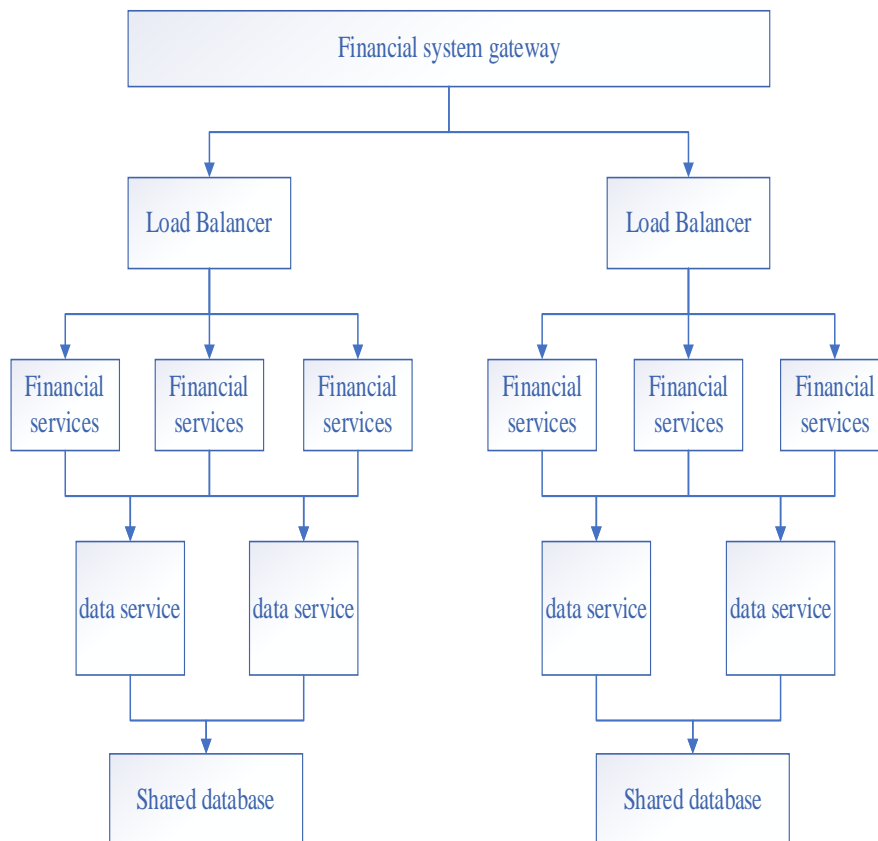 Financial system gateway
Load Balancer
Load Balancer
Financial
services
Financial
services
Financial
services
Financial
services
Financial
services
Financial
services
data service
data service
data service
data service
Shared database
Shared database